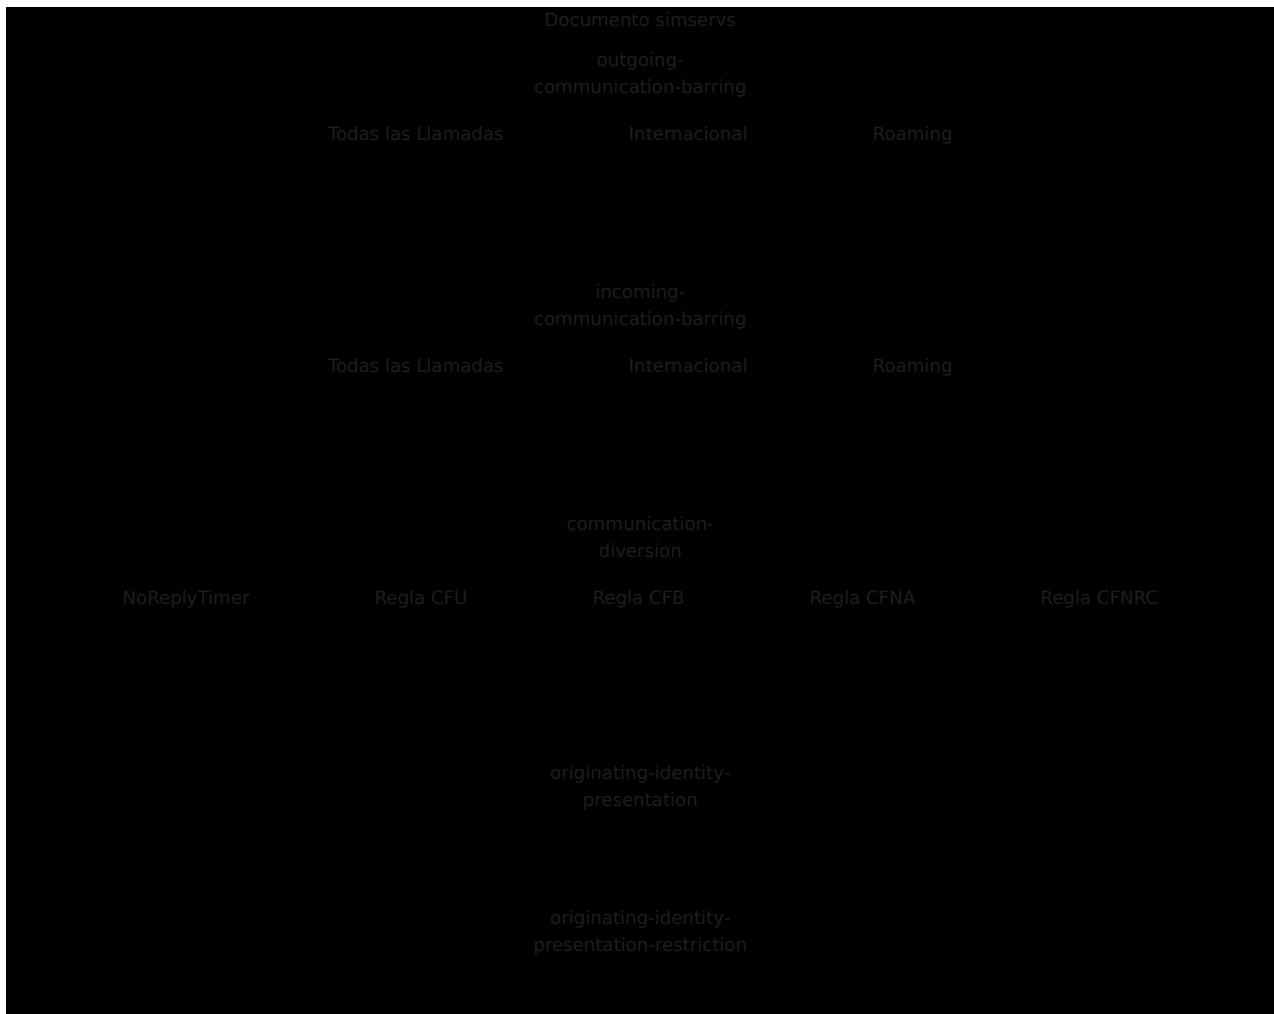 Documento simservs
outgoing-
communication-barring
Todas las Llamadas Internacional Roaming
incoming-
communication-barring
Todas las Llamadas Internacional Roaming
communication-
diversion
NoReplyTimer Regla CFU Regla CFB Regla CFNA Regla CFNRC
originating-identity-
presentation
originating-identity-
presentation-restriction